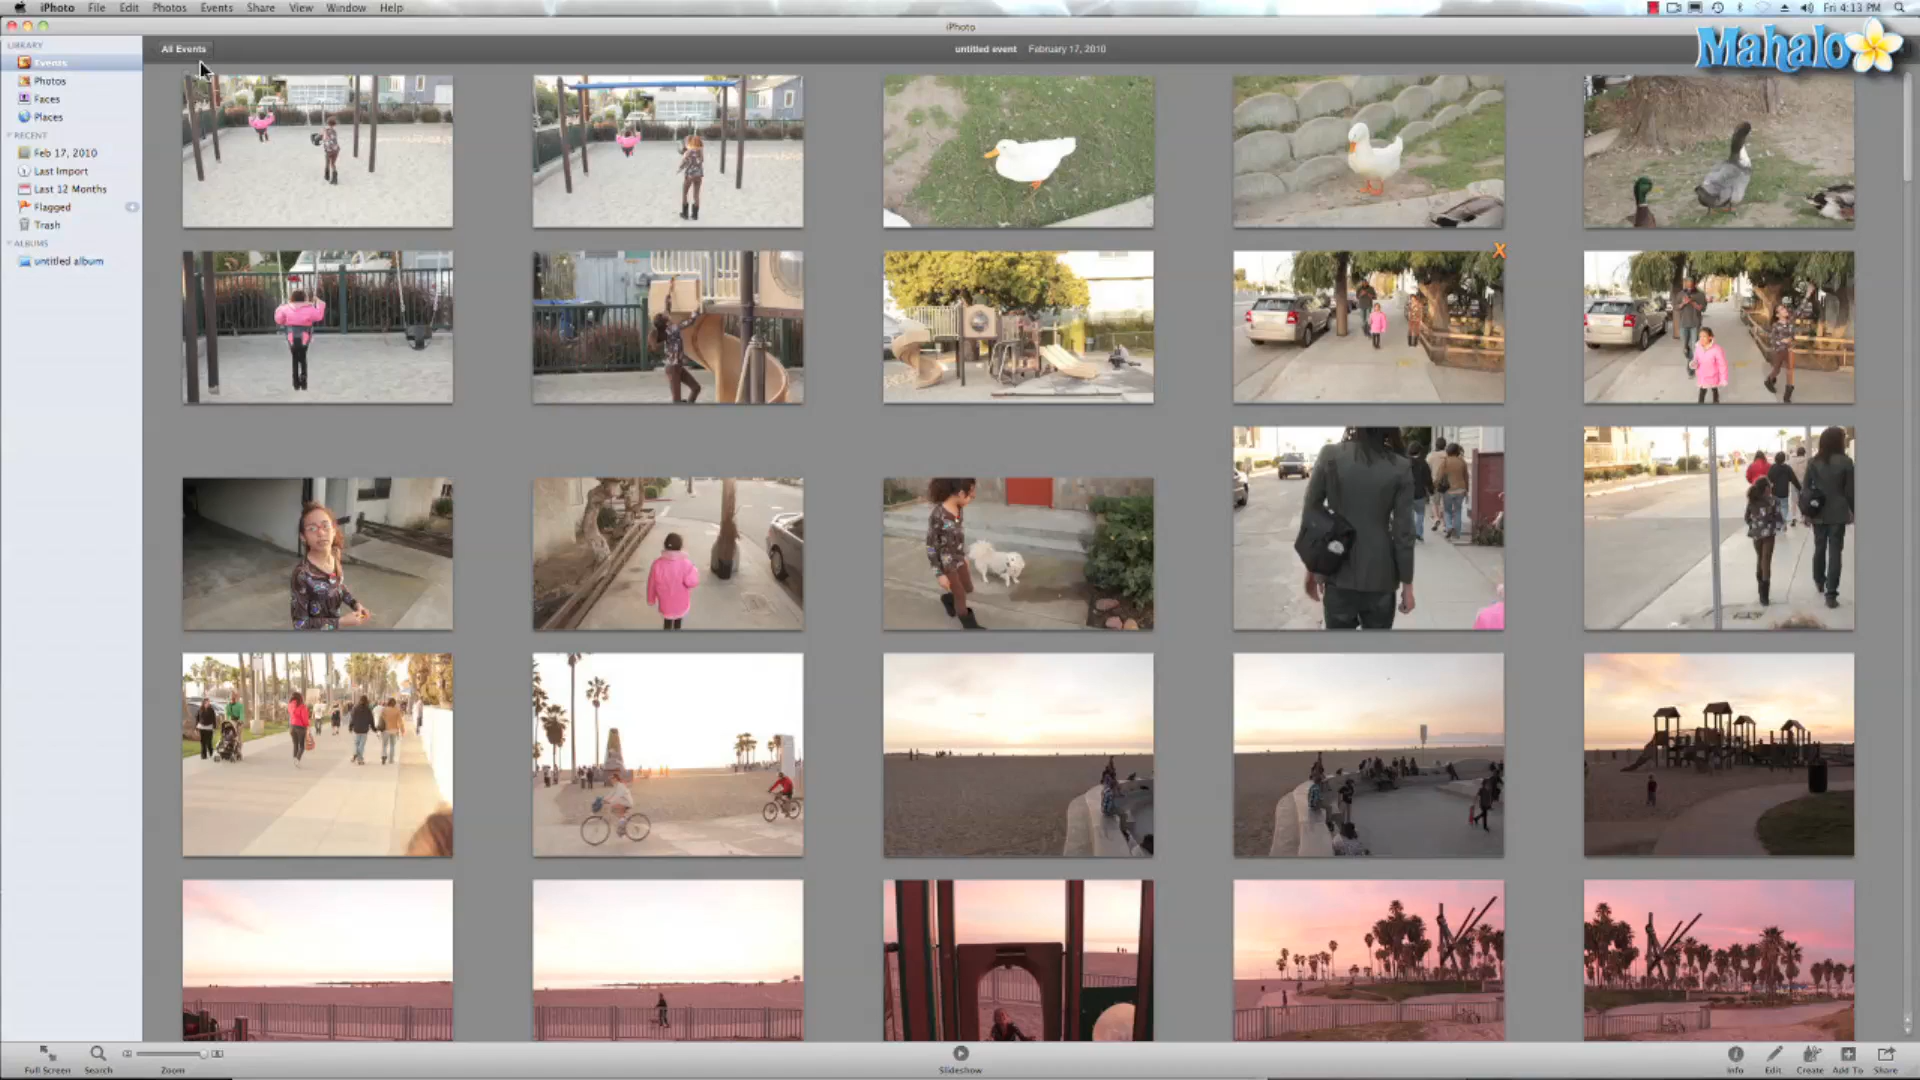 iPhoto File Edit Photos Events Share View Window Help Fri 4:13 PM
iPhoto
LIBRARY
Events
Photos
Faces
Places
RECENT
Feb 17, 2010
Last Import
Last 12 Months
Flagged
Trash
ALBUMS
untitled album
All Events untitled event February 17, 2010
Mahalo
X
Full Screen Search Zoom Slideshow Info Edit Create Add To Share